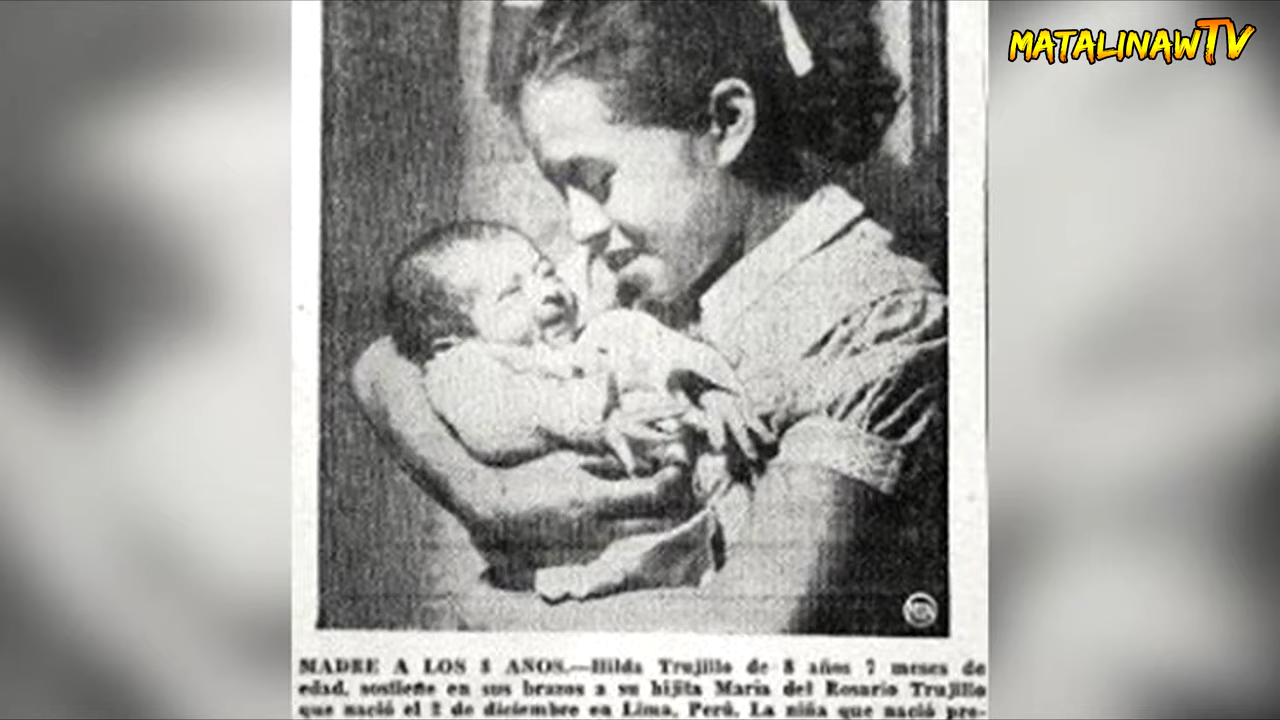 MATALINAWTV
MADRE A LOS 8 AÑOS.—Hilda Trujillo de 8 años 7 meses de
edad, sostiene en sus brazos a su hijita María del Rosario Trujillo
que nació el 2 de diciembre en Lima, Perú. La niña que nació pre-